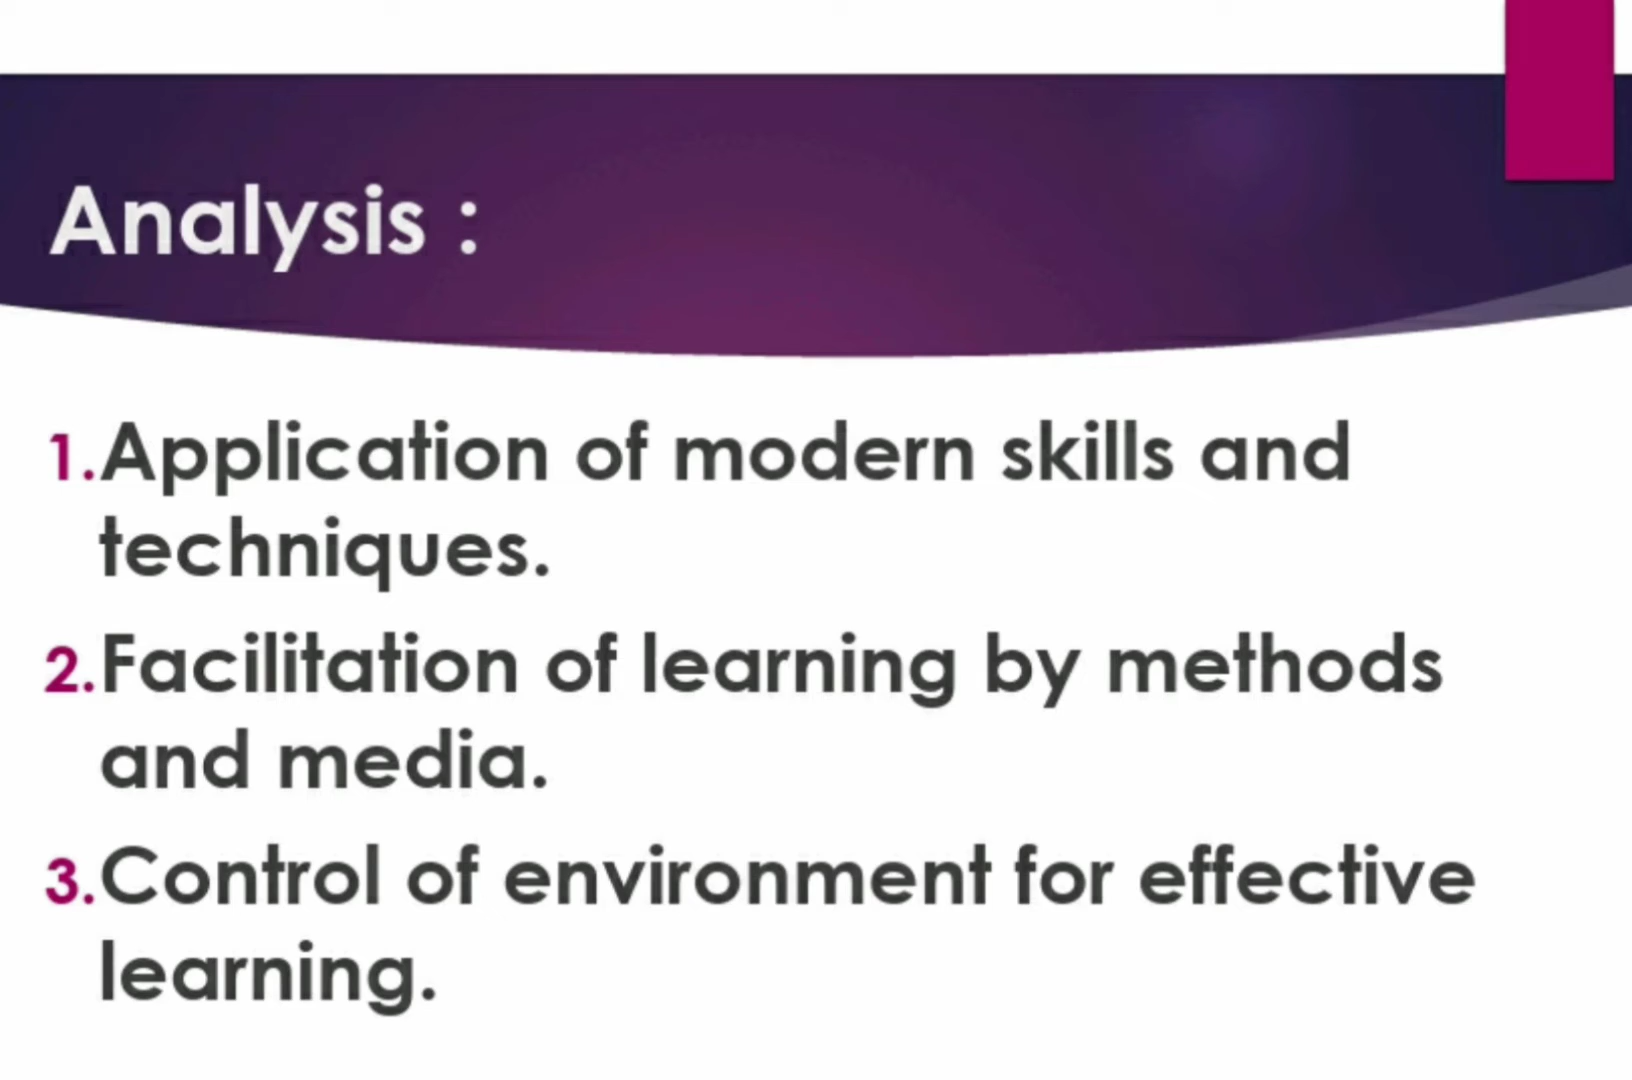 Analysis :
1.Application of modern skills and
techniques.
2.Facilitation of learning by methods
and media.
3.Control of environment for effective
learning.